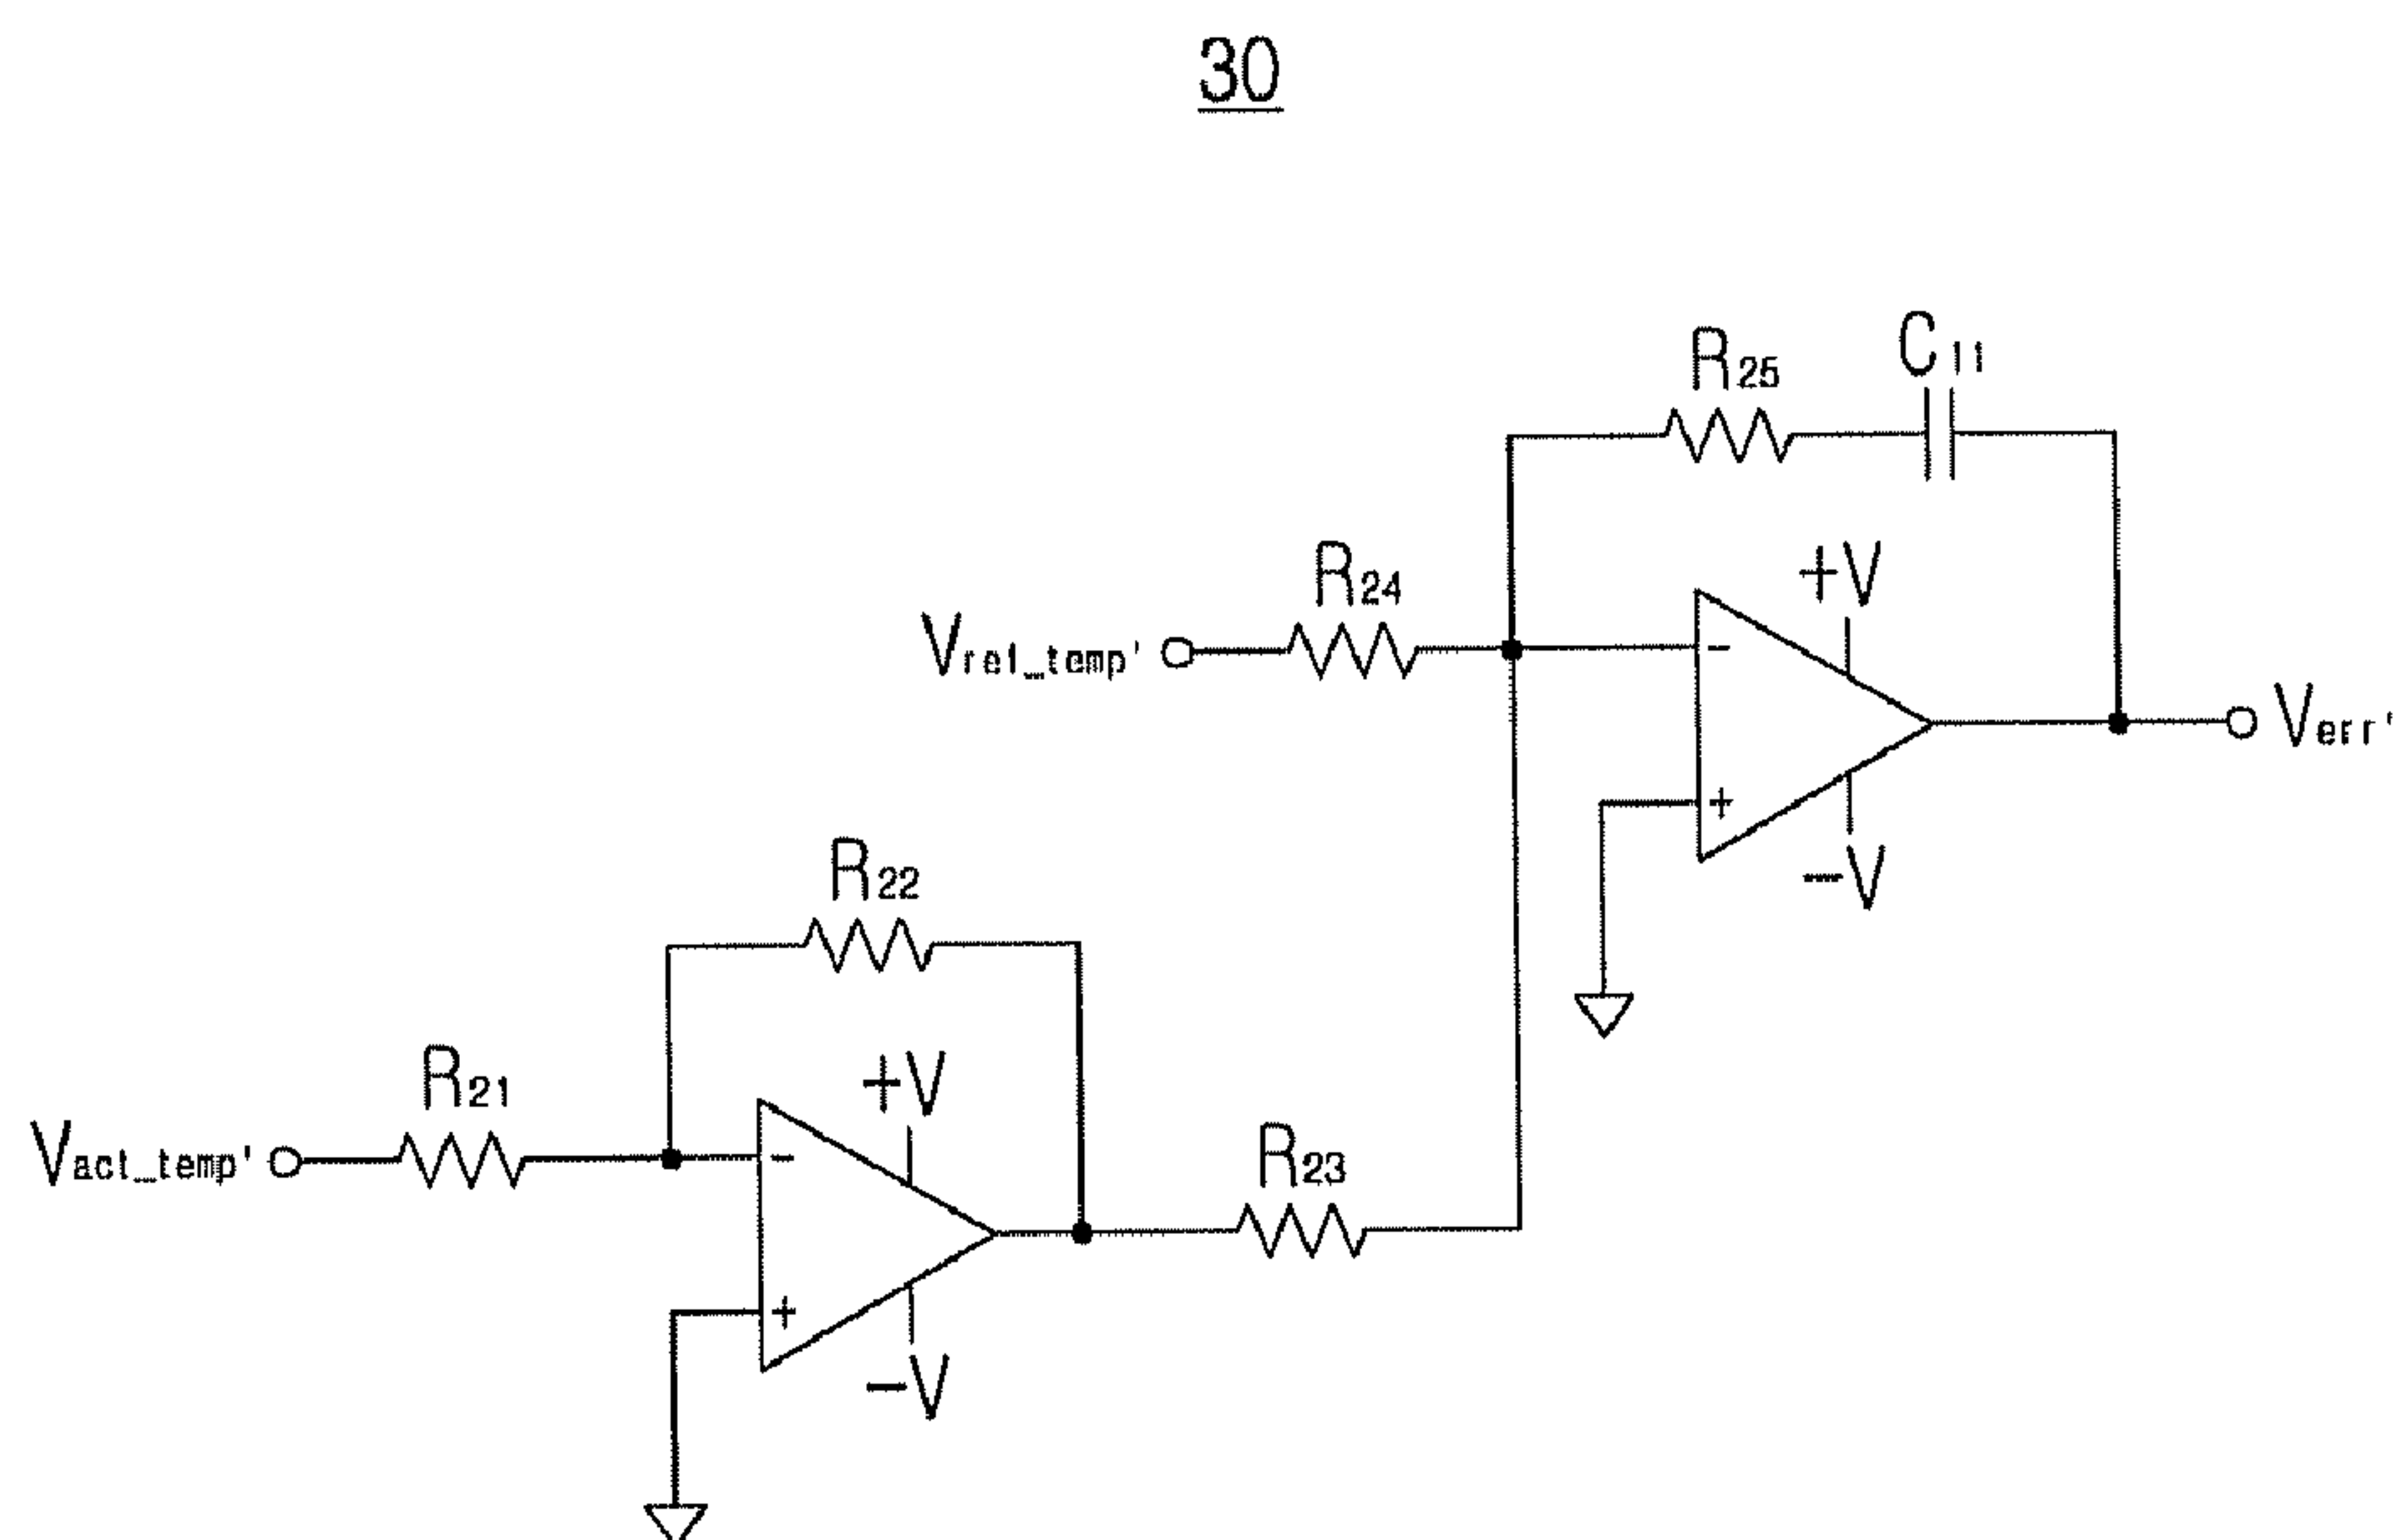 30
R25
C11
R24
+V
Vref_temp'
-
Verr'
+
-V
R22
R21
+V
R23
Vact_temp'
-
+
-V